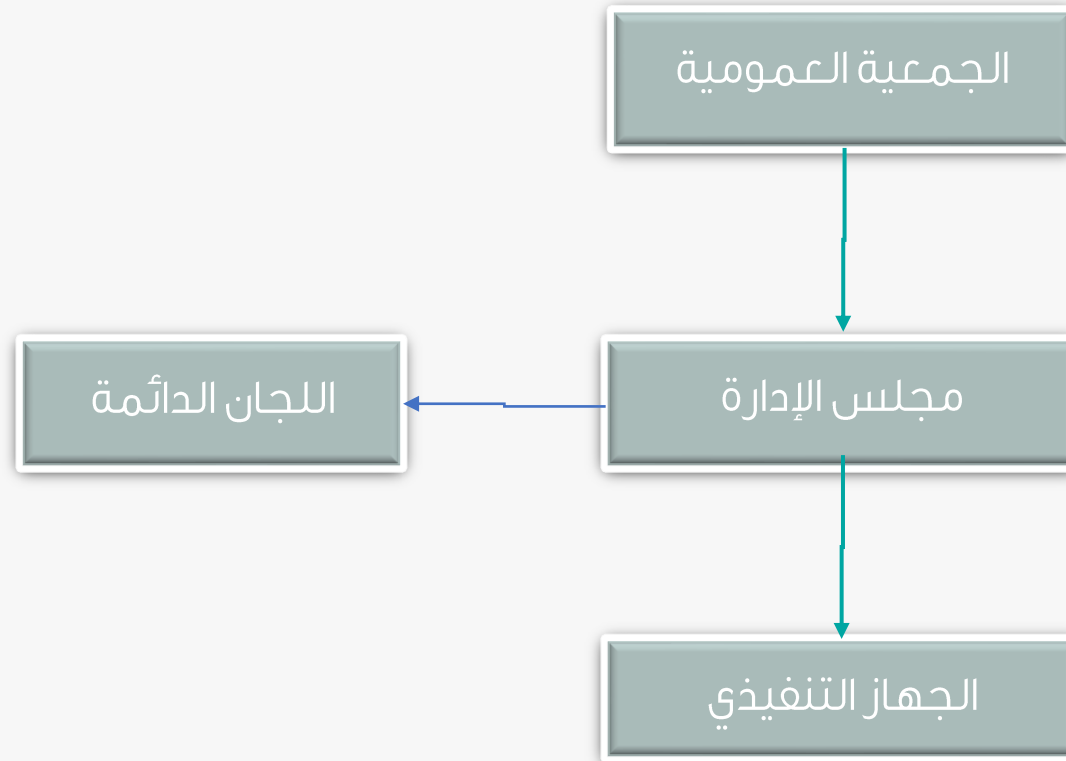 الجمعية العمومية
مجلس الإدارة
اللجان الدائمة
الجهاز التنفيذي